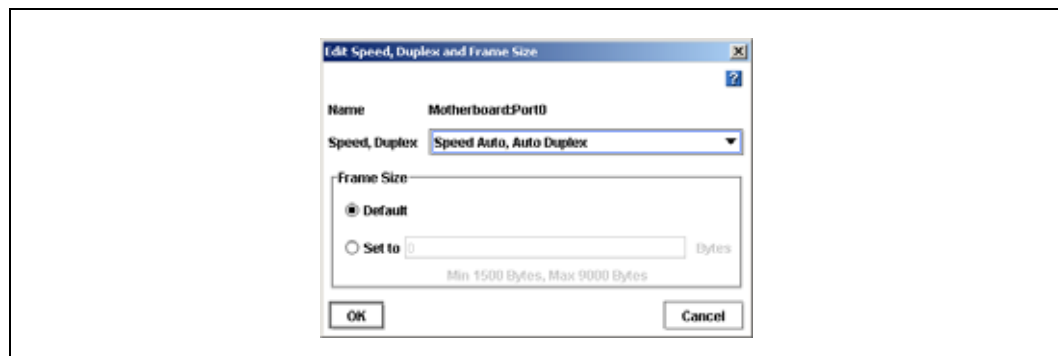 Edit Speed, Duplex and Frame Size
?
Name Motherboard:Port0
Speed, Duplex Speed Auto, Auto Duplex
Frame Size
Default
Set to 0 Bytes
Min 1500 Bytes, Max 9000 Bytes
OK Cancel